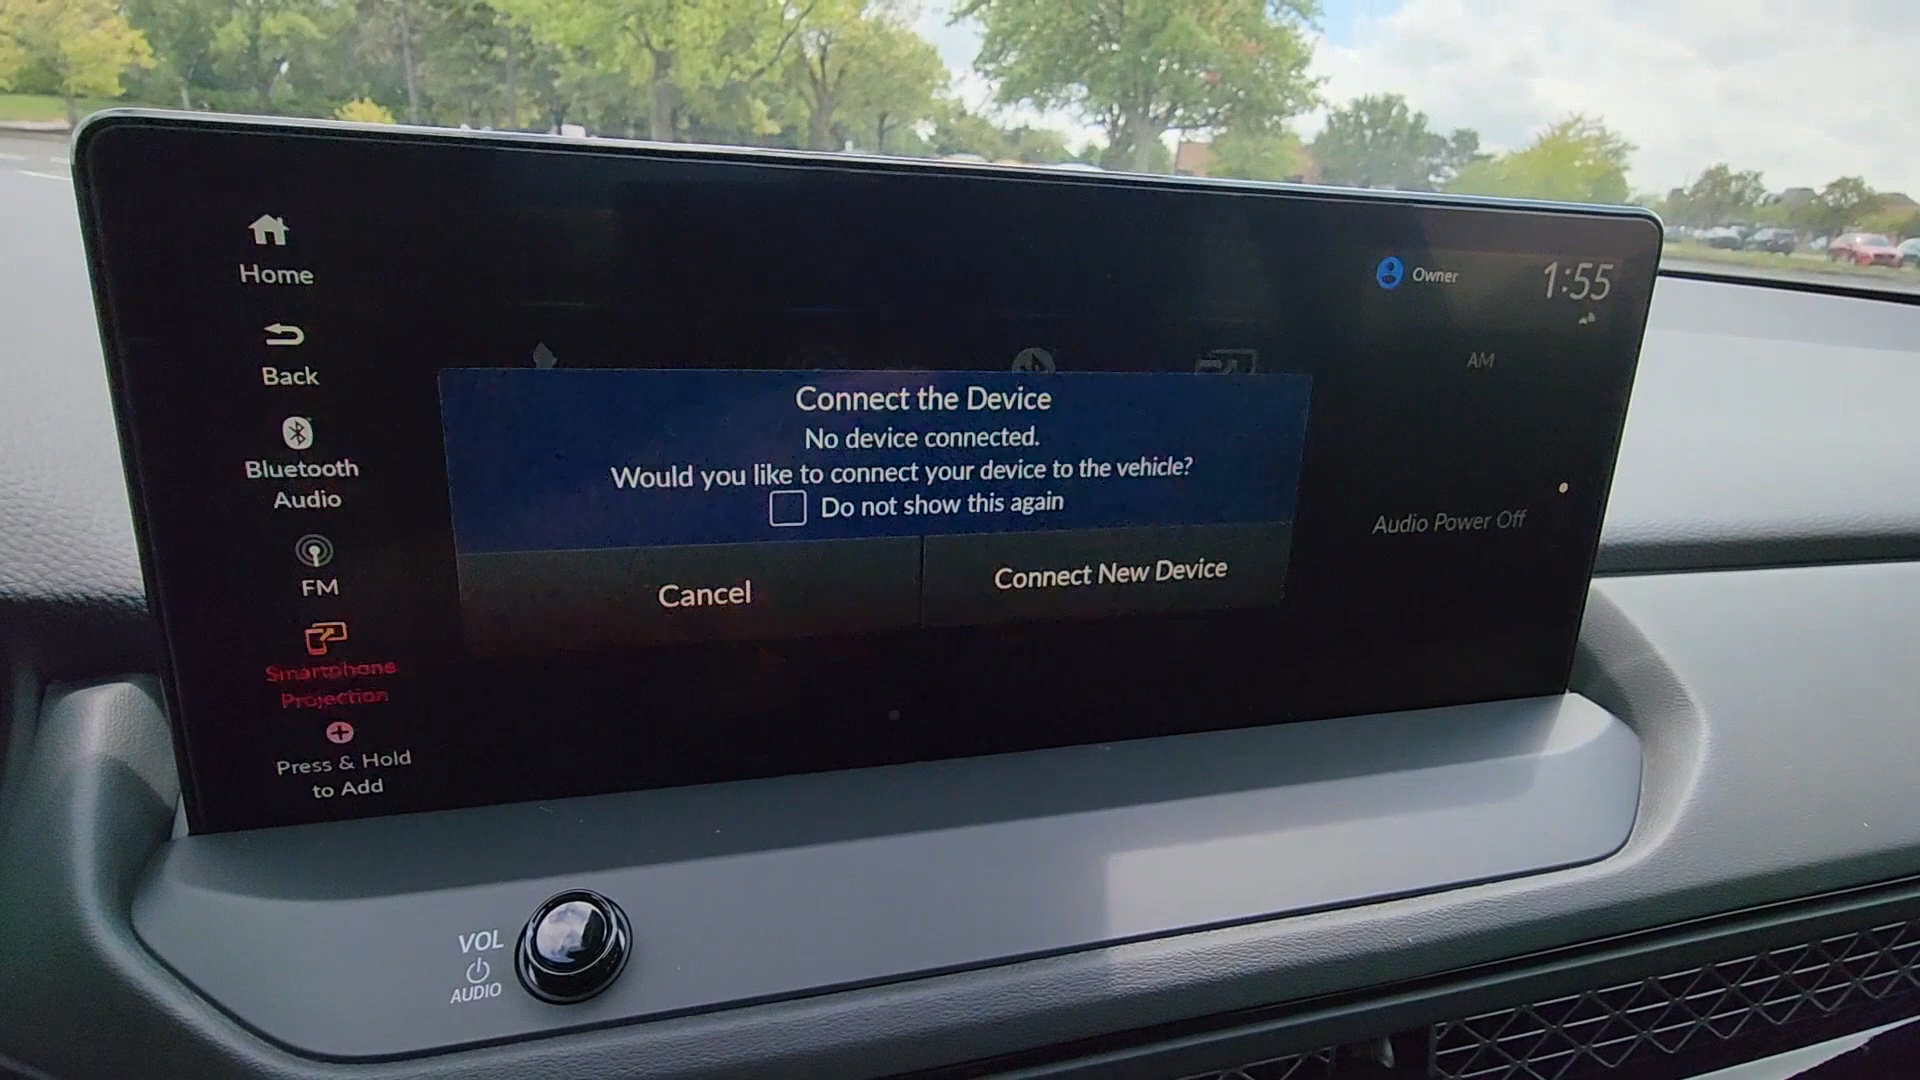 Home
Back
Bluetooth
Audio
FM
Smartphone
Projection
Press & Hold
to Add
Connect the Device
No device connected.
Would you like to connect your device to the vehicle?
Do not show this again
Cancel
Connect New Device
Owner
1:55
AM
Audio Power Off
VOL
AUDIO